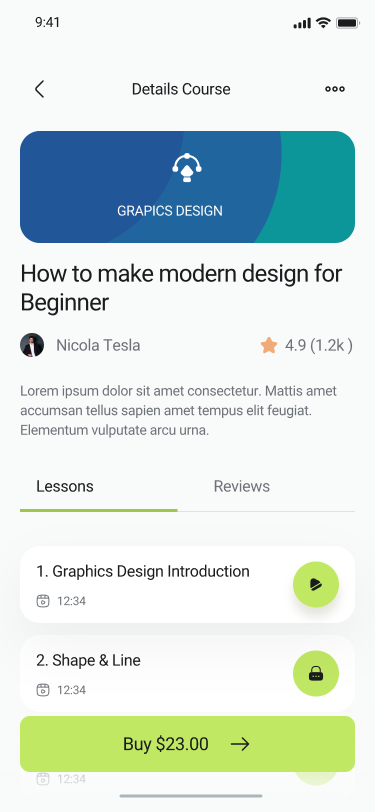 9:41
Details Course
GRAPICS DESIGN
How to make modern design for
Beginner
Nicola Tesla
4.9 (1.2k )
Lorem ipsum dolor sit amet consectetur. Mattis amet
accumsan tellus sapien amet tempus elit feugiat.
Elementum vulputate arcu urna.
Lessons
Reviews
1. Graphics Design Introduction
12:34
2. Shape & Line
12:34
Buy $23.00
12:34